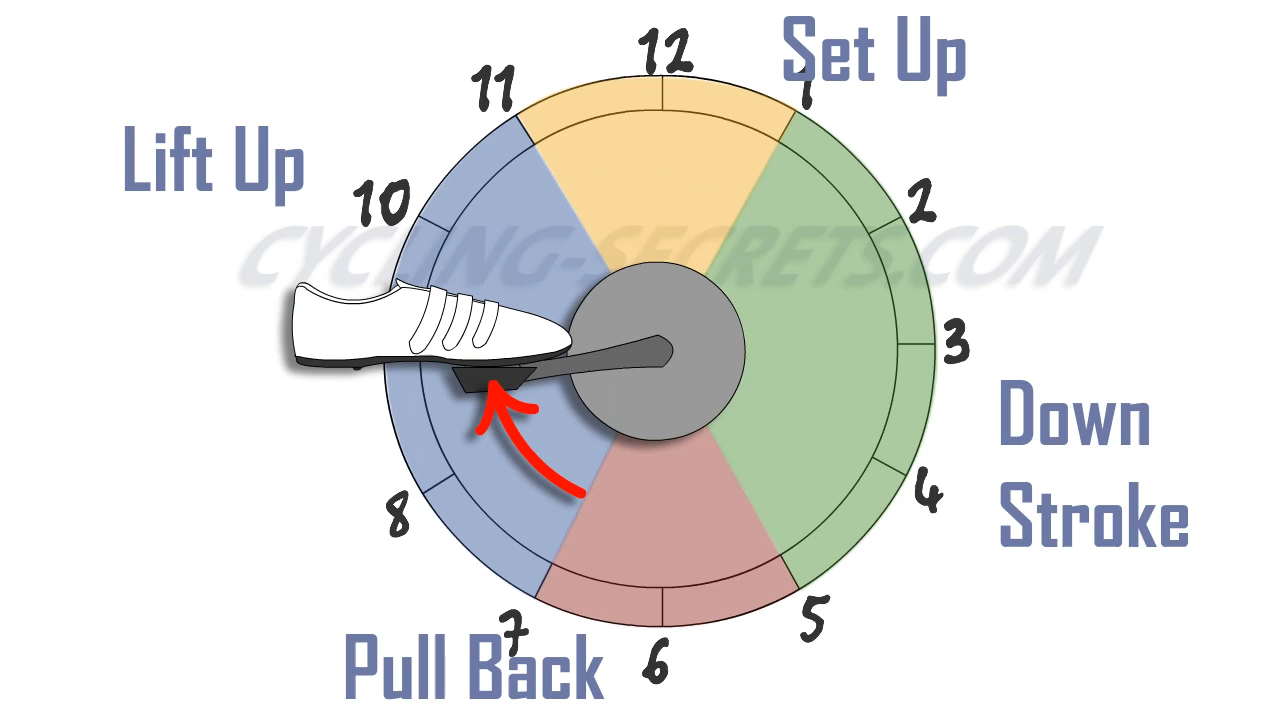 12
Set Up
11
1
Lift Up
10
2
CYCLING-SECRETS.COM
3
Down
Stroke
4
8
7
5
Pull Back
6